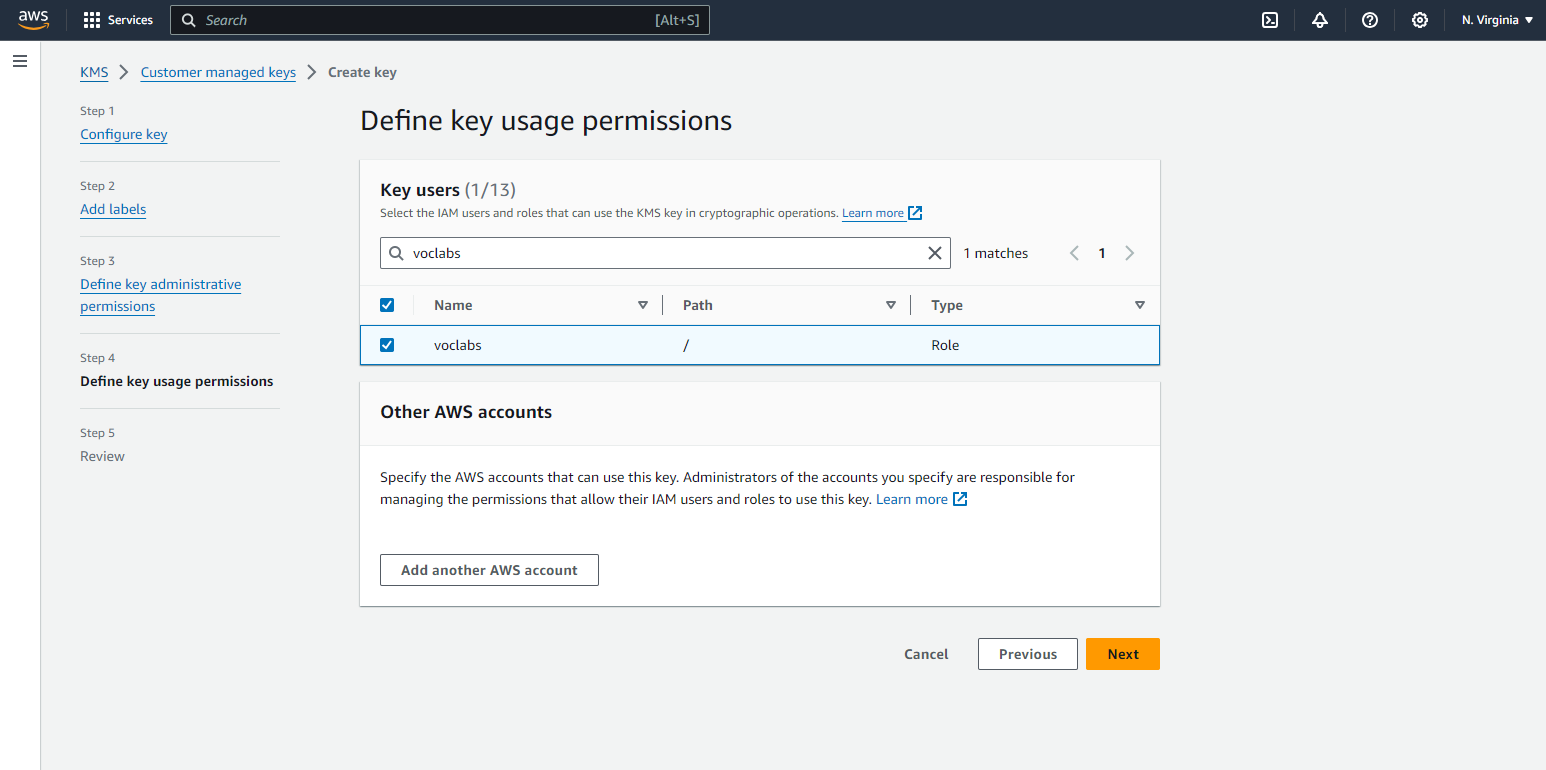 aws Services Search [Alt+S] N. Virginia
KMS Customer managed keys Create key
Step 1
Configure key
Step 2
Add labels
Step 3
Define key administrative
permissions
Step 4
Define key usage permissions
Step 5
Review
Define key usage permissions
Key users (1/13)
Select the IAM users and roles that can use the KMS key in cryptographic operations. Learn more
voclabs 1 matches 1
Name Path Type
voclabs / Role
Other AWS accounts
Specify the AWS accounts that can use this key. Administrators of the accounts you specify are responsible for
managing the permissions that allow their IAM users and roles to use this key. Learn more
Add another AWS account
Cancel Previous Next